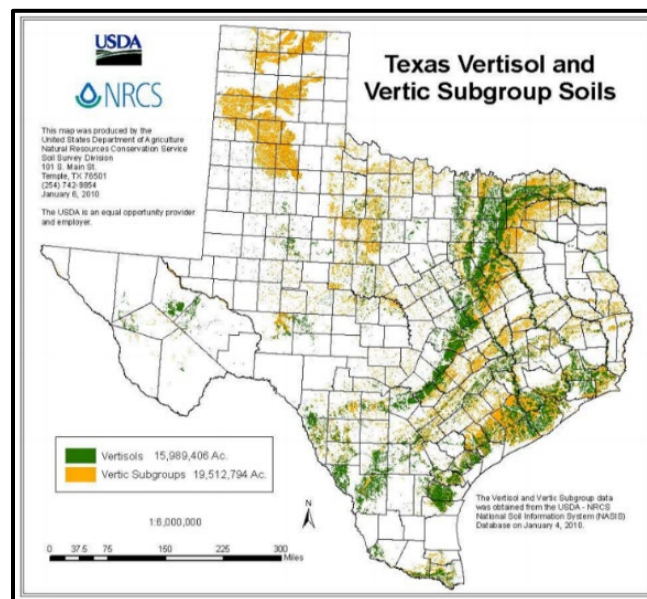 USDA
NRCS
Texas Vertisol and
Vertic Subgroup Soils
This map was produced by the
United States Department of Agriculture
Natural Resources Conservation Service
Soil Survey Division
101 S. Main St.
Temple, TX 76501
(254) 742-9854
January 6, 2010
The USDA is an equal opportunity provider
and employer.
Vertisols 15,989,406 Ac.
Vertic Subgroups 19,512,794 Ac.
The Vertisol and Vertic Subgroup data
was obtained from the USDA - NRCS
National Soil Information System (NASIS)
Database on January 4, 2010.
N
1:6,000,000
0 37.5 75 150 225 300
Miles